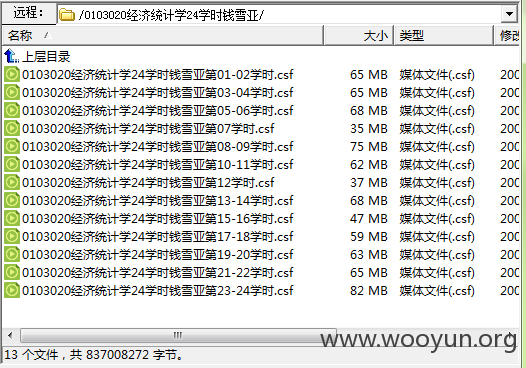 远程: /0103020经济统计学24学时钱雪亚/
名称 大小 类型 修改
上层目录
0103020经济统计学24学时钱雪亚第01-02学时.csf 65 MB 媒体文件(.csf) 200
0103020经济统计学24学时钱雪亚第03-04学时.csf 65 MB 媒体文件(.csf) 200
0103020经济统计学24学时钱雪亚第05-06学时.csf 68 MB 媒体文件(.csf) 200
0103020经济统计学24学时钱雪亚第07学时.csf 35 MB 媒体文件(.csf) 200
0103020经济统计学24学时钱雪亚第08-09学时.csf 75 MB 媒体文件(.csf) 200
0103020经济统计学24学时钱雪亚第10-11学时.csf 62 MB 媒体文件(.csf) 200
0103020经济统计学24学时钱雪亚第12学时.csf 37 MB 媒体文件(.csf) 200
0103020经济统计学24学时钱雪亚第13-14学时.csf 68 MB 媒体文件(.csf) 200
0103020经济统计学24学时钱雪亚第15-16学时.csf 47 MB 媒体文件(.csf) 200
0103020经济统计学24学时钱雪亚第17-18学时.csf 59 MB 媒体文件(.csf) 200
0103020经济统计学24学时钱雪亚第19-20学时.csf 63 MB 媒体文件(.csf) 200
0103020经济统计学24学时钱雪亚第21-22学时.csf 65 MB 媒体文件(.csf) 200
0103020经济统计学24学时钱雪亚第23-24学时.csf 82 MB 媒体文件(.csf) 200
www.wooyun.org
13 个文件，共 837008272 字节。